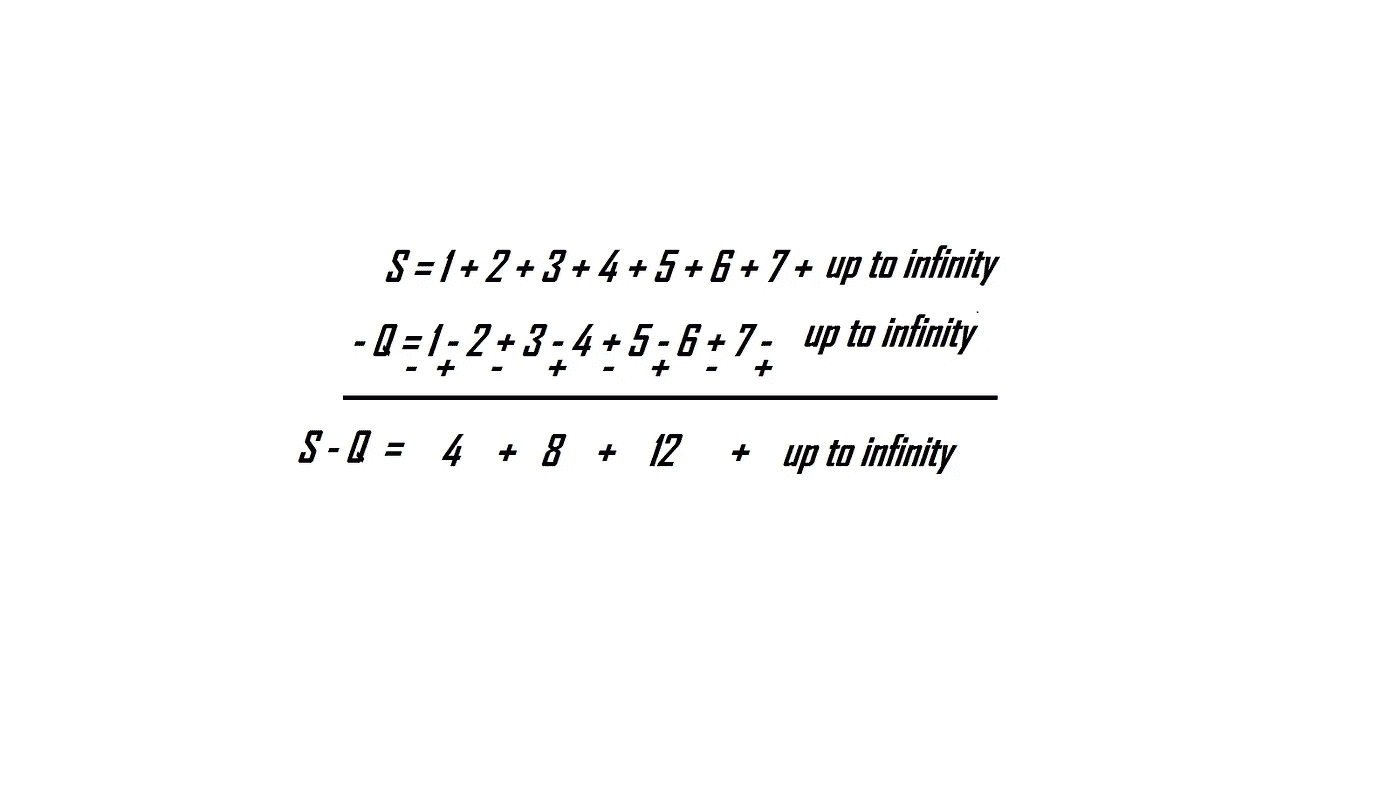 S = 1 + 2 + 3 + 4 + 5 + 6 + 7 + up to infinity
- Q = 1 - 2 + 3 - 4 + 5 - 6 + 7 - up to infinity
- + - + - + - +
S - Q = 4 + 8 + 12 + up to infinity